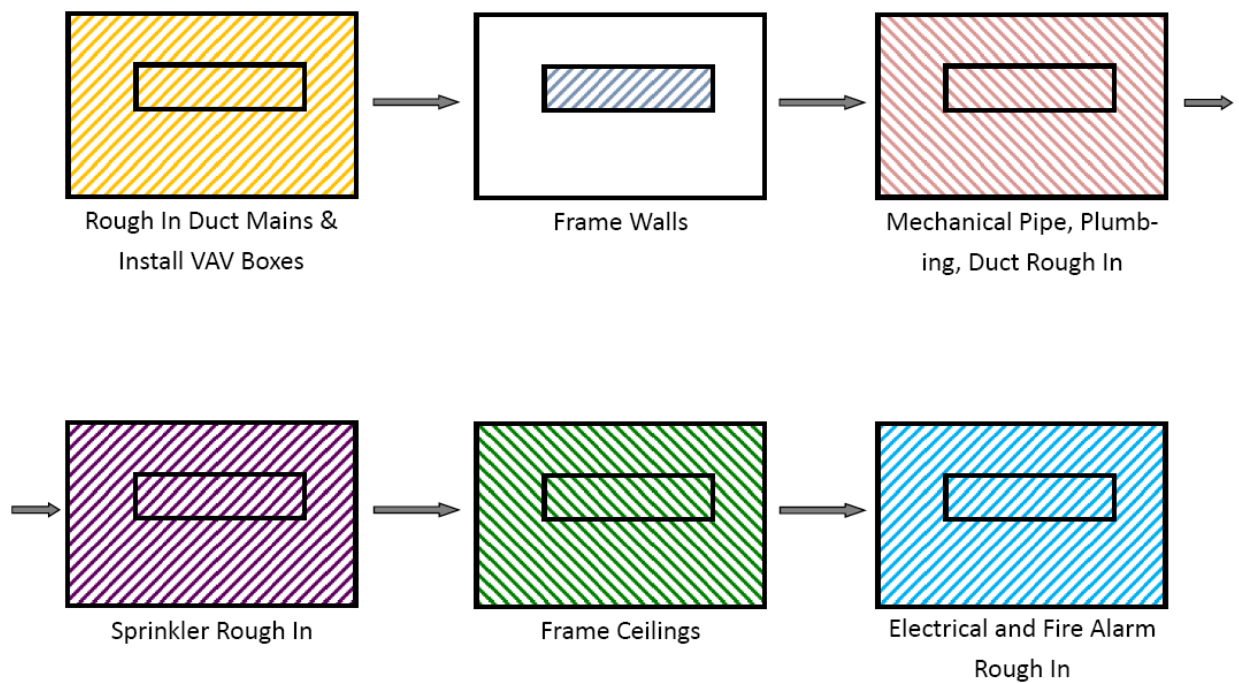 Rough In Duct Mains &
Install VAV Boxes
Frame Walls
Mechanical Pipe, Plumb-
ing, Duct Rough In
Sprinkler Rough In
Frame Ceilings
Electrical and Fire Alarm
Rough In